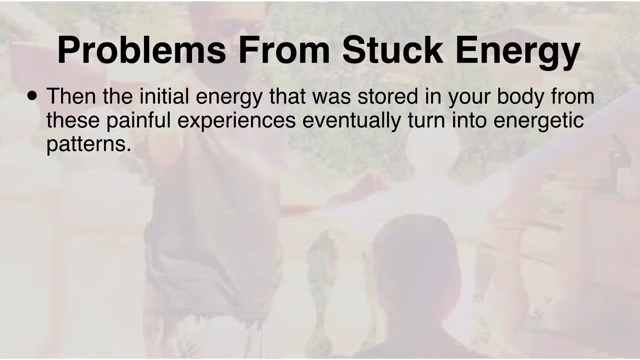 Problems From Stuck Energy
• Then the initial energy that was stored in your body from
these painful experiences eventually turn into energetic
patterns.